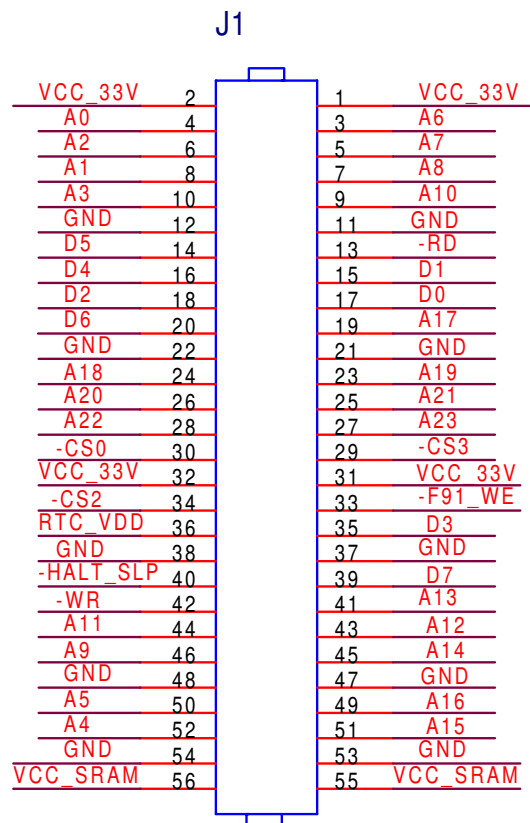 J1
VCC_33V 2 1 VCC_33V
A0 4 3 A6
A2 6 5 A7
A1 8 7 A8
A3 10 9 A10
GND 12 11 GND
D5 14 13 -RD
D4 16 15 D1
D2 18 17 D0
D6 20 19 A17
GND 22 21 GND
A18 24 23 A19
A20 26 25 A21
A22 28 27 A23
-CS0 30 29 -CS3
VCC_33V 32 31 VCC_33V
-CS2 34 33 -F91_WE
RTC_VDD 36 35 D3
GND 38 37 GND
-HALT_SLP 40 39 D7
-WR 42 41 A13
A11 44 43 A12
A9 46 45 A14
GND 48 47 GND
A5 50 49 A16
A4 52 51 A15
GND 54 53 GND
VCC_SRAM 56 55 VCC_SRAM